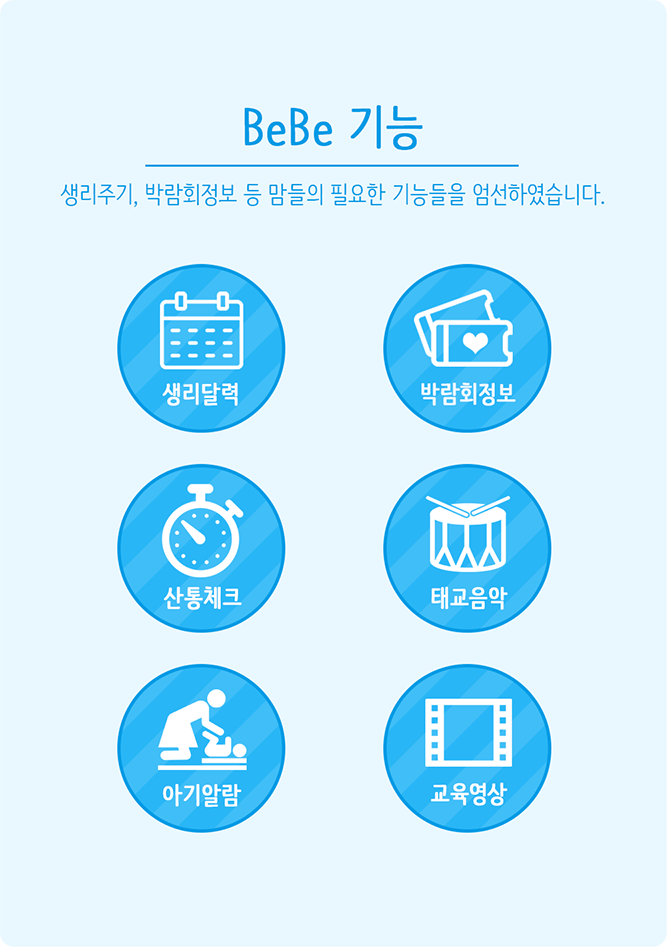 BeBe 기능
생리주기, 박람회정보 등 맘들의 필요한 기능들을 엄선하였습니다.
생리달력
박람회정보
산통체크
태교음악
아기알람
교육영상